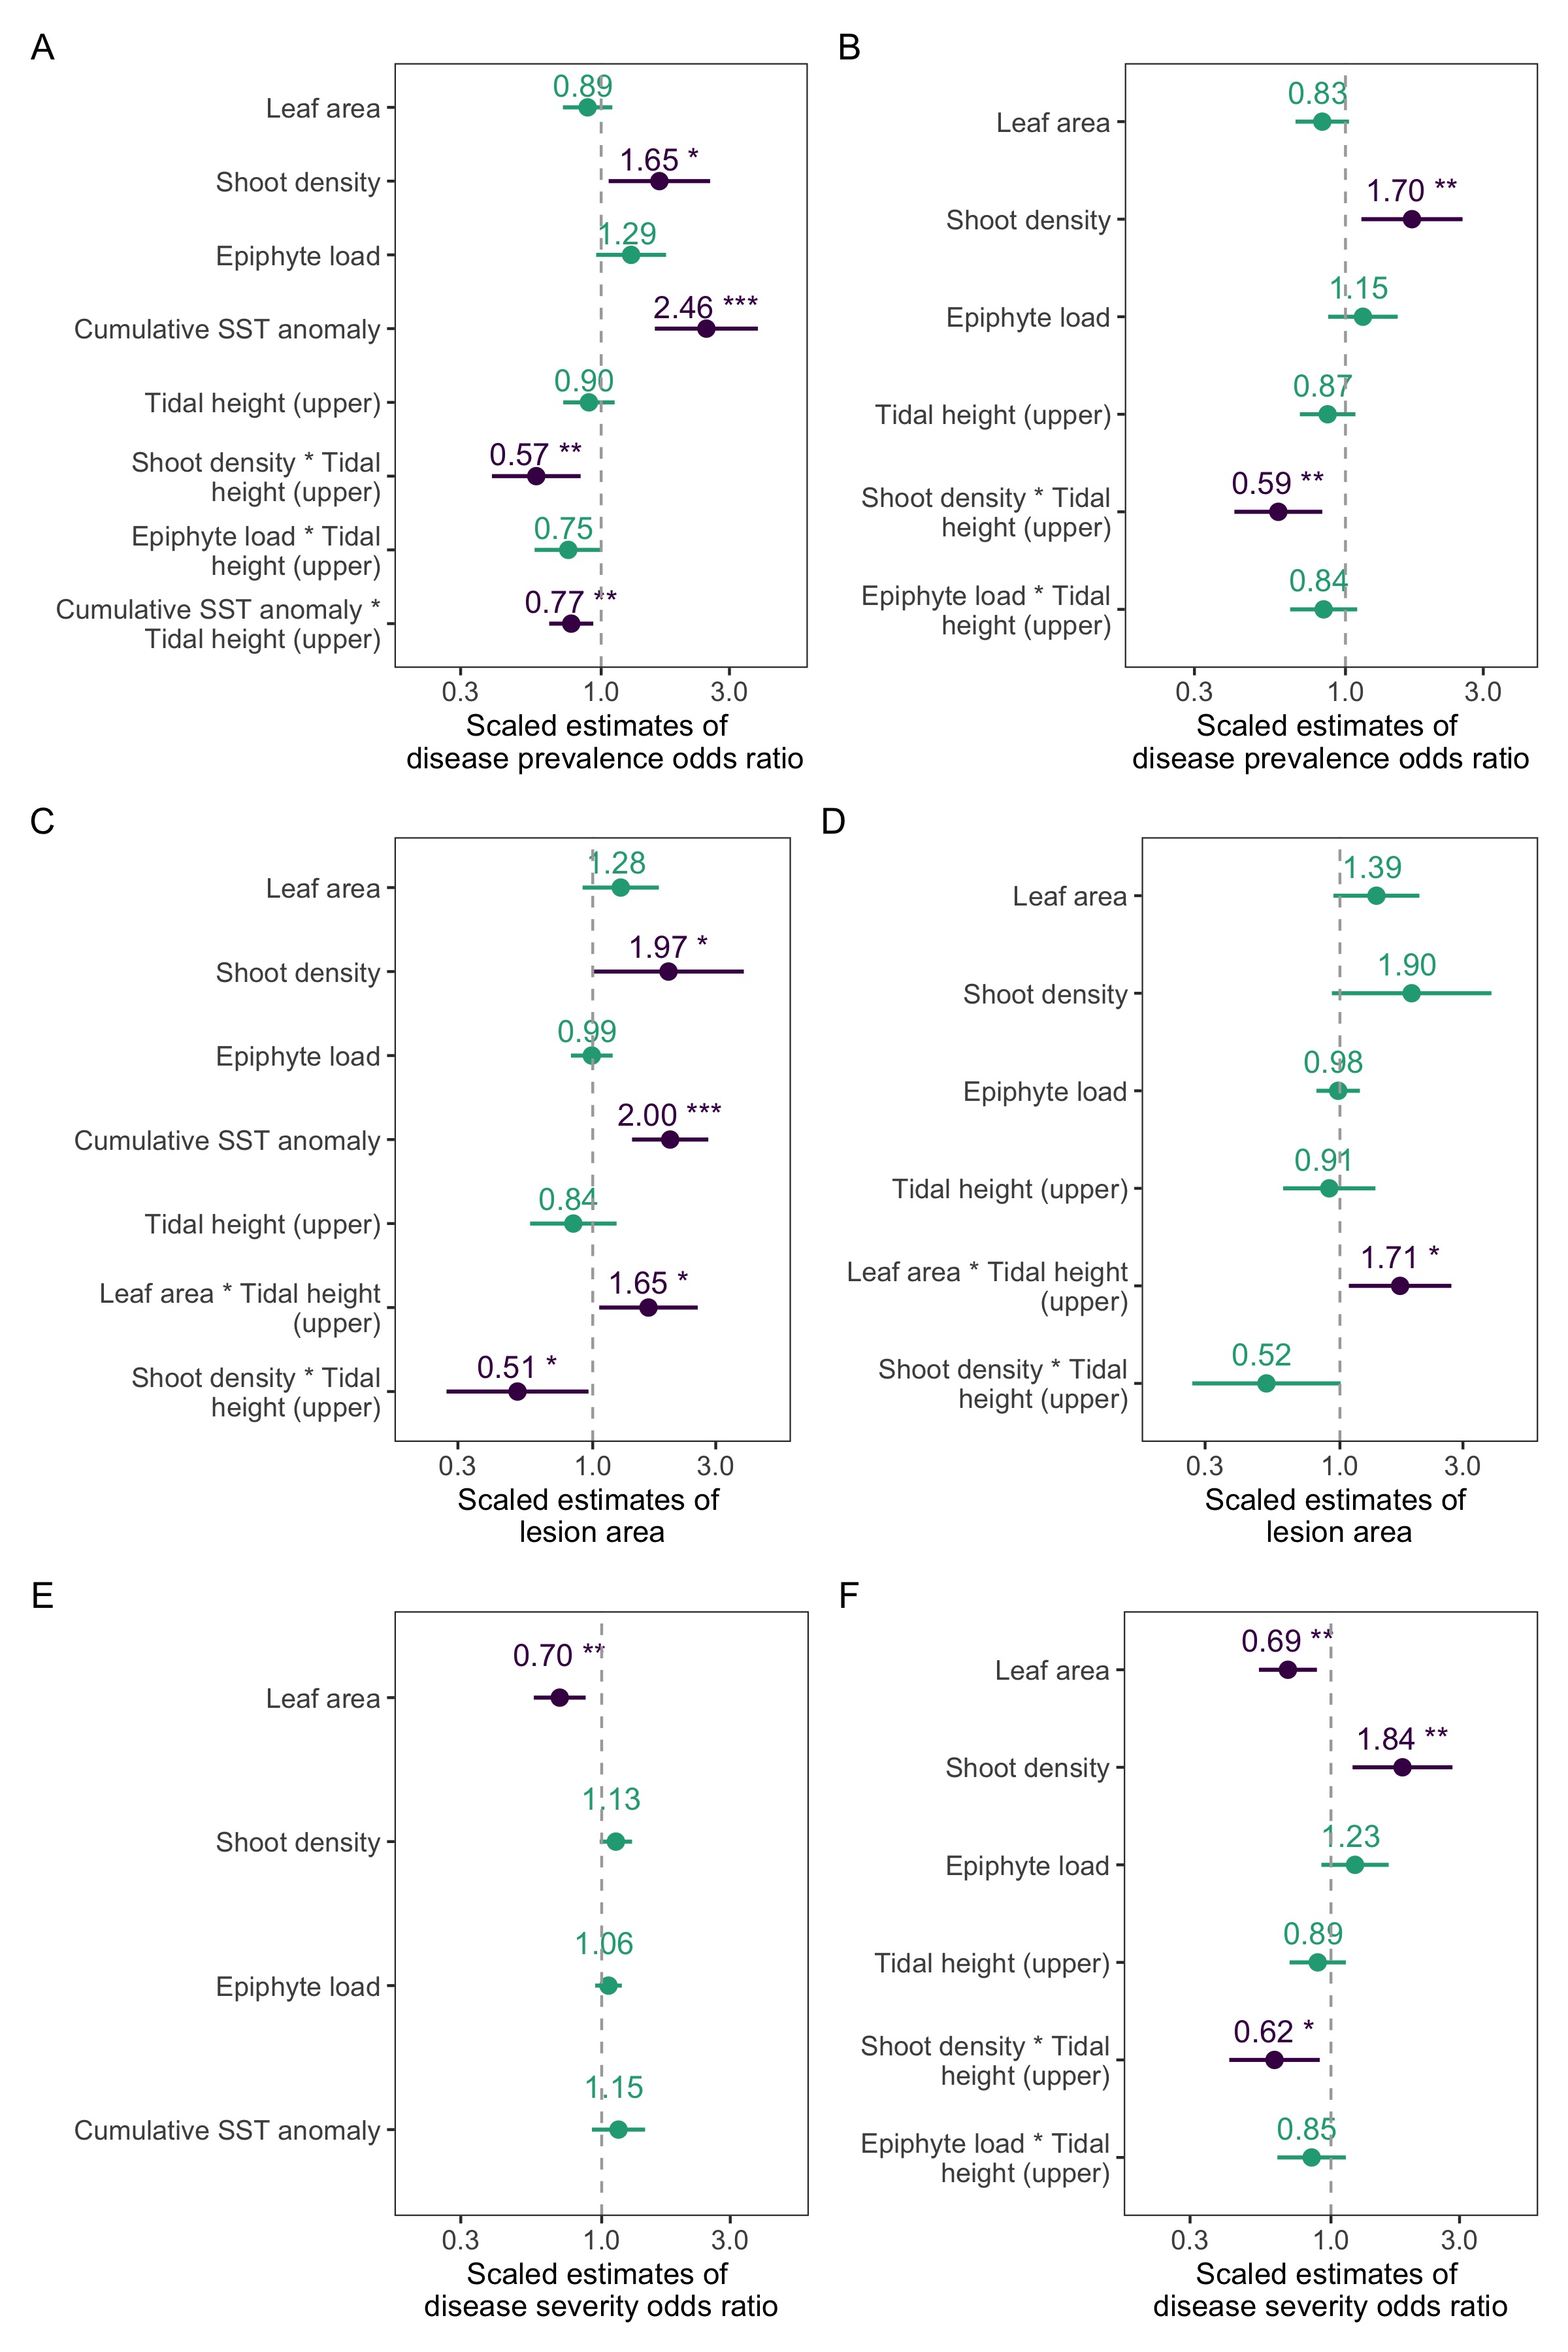 A
Leaf area
0.89
Shoot density
1.65 *
Epiphyte load
1.29
Cumulative SST anomaly
2.46 ***
Tidal height (upper)
0.90
Shoot density * Tidal
height (upper)
0.57 **
Epiphyte load * Tidal
height (upper)
0.75
Cumulative SST anomaly *
Tidal height (upper)
0.77 **
0.3 1.0 3.0
Scaled estimates of
disease prevalence odds ratio
B
Leaf area
0.83
Shoot density
1.70 **
Epiphyte load
1.15
Tidal height (upper)
0.87
Shoot density * Tidal
height (upper)
0.59 **
Epiphyte load * Tidal
height (upper)
0.84
0.3 1.0 3.0
Scaled estimates of
disease prevalence odds ratio
C
Leaf area
1.28
Shoot density
1.97 *
Epiphyte load
0.99
Cumulative SST anomaly
2.00 ***
Tidal height (upper)
0.84
Leaf area * Tidal height
(upper)
1.65 *
Shoot density * Tidal
height (upper)
0.51 *
0.3 1.0 3.0
Scaled estimates of
lesion area
D
Leaf area
1.39
Shoot density
1.90
Epiphyte load
0.98
Tidal height (upper)
0.91
Leaf area * Tidal height
(upper)
1.71 *
Shoot density * Tidal
height (upper)
0.52
0.3 1.0 3.0
Scaled estimates of
lesion area
E
Leaf area
0.70 **
Shoot density
1.13
Epiphyte load
1.06
Cumulative SST anomaly
1.15
0.3 1.0 3.0
Scaled estimates of
disease severity odds ratio
F
Leaf area
0.69 **
Shoot density
1.84 **
Epiphyte load
1.23
Tidal height (upper)
0.89
Shoot density * Tidal
height (upper)
0.62 *
Epiphyte load * Tidal
height (upper)
0.85
0.3 1.0 3.0
Scaled estimates of
disease severity odds ratio